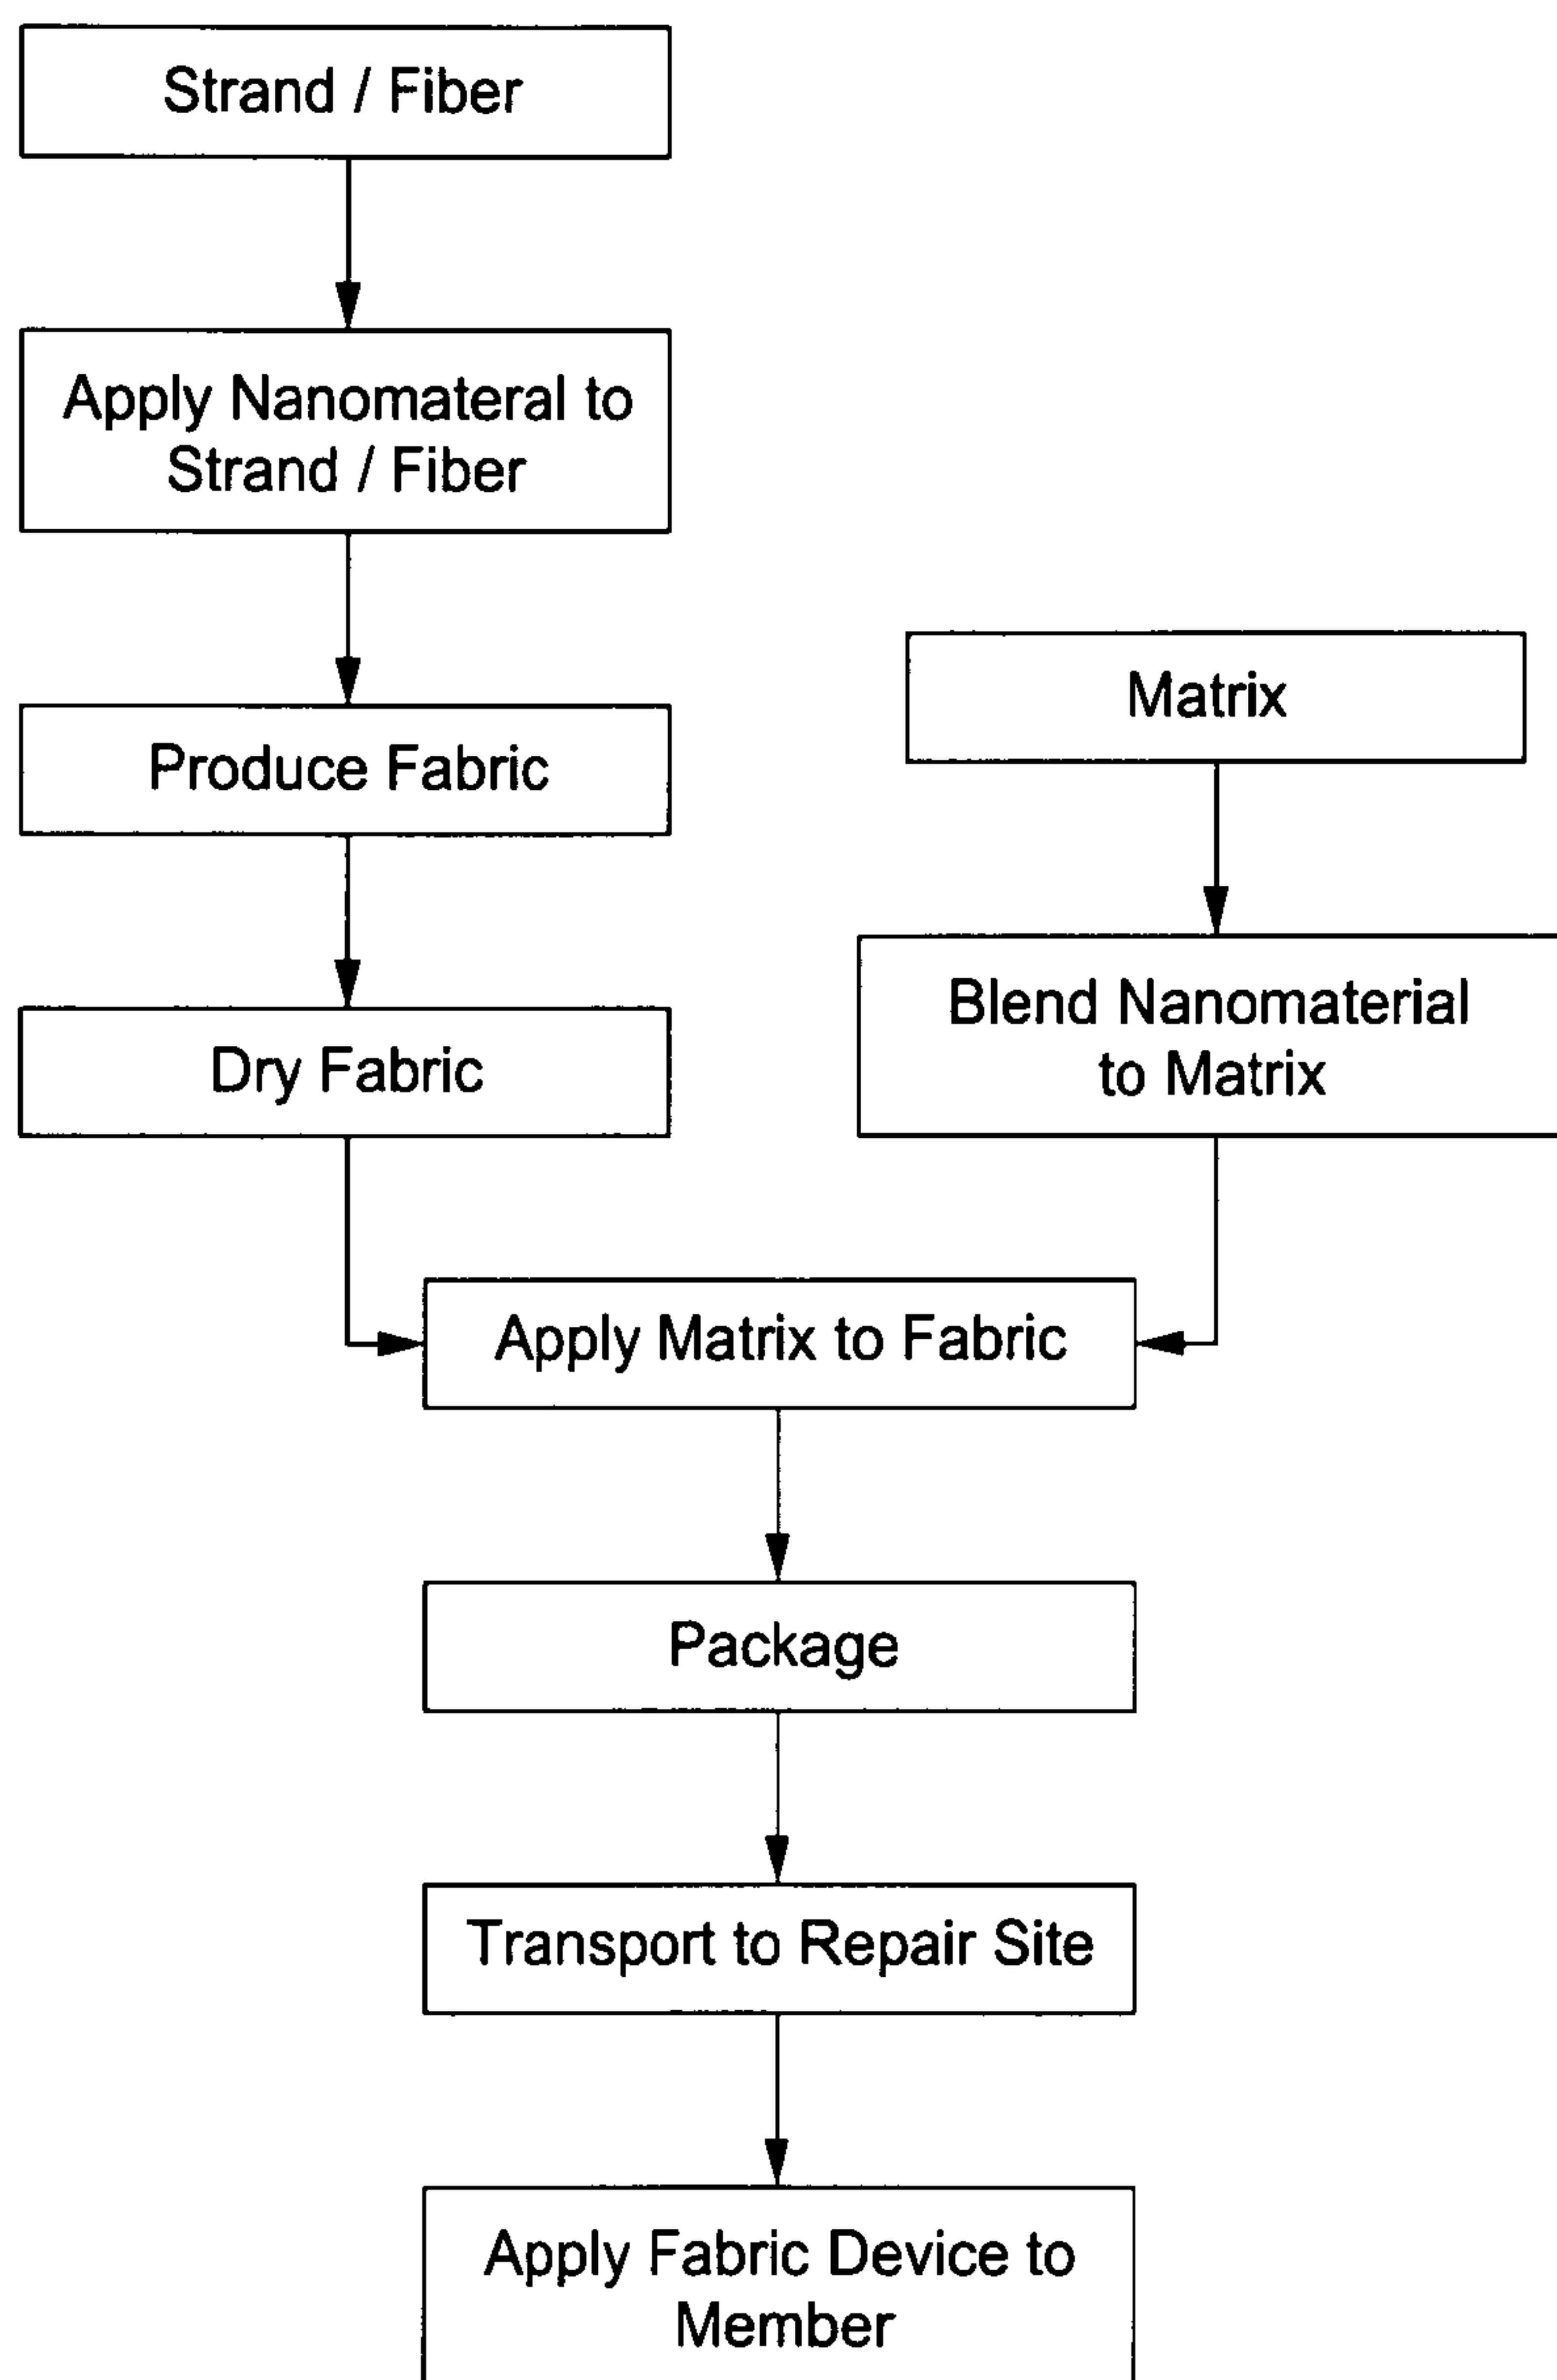 Strand / Fiber
Apply Nanomateral to
Strand / Fiber
Produce Fabric
Dry Fabric
Matrix
Blend Nanomaterial
to Matrix
Apply Matrix to Fabric
Package
Transport to Repair Site
Apply Fabric Device to
Member